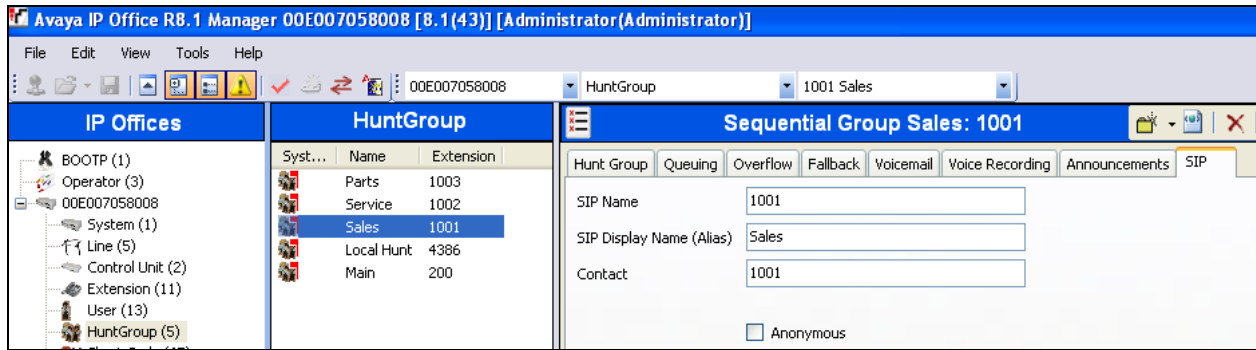 Avaya IP Office R8.1 Manager 00E007058008 [8.1(43)] [Administrator(Administrator)]
File Edit View Tools Help
00E007058008 HuntGroup 1001 Sales
IP Offices
BOOTP (1)
Operator (3)
00E007058008
System (1)
Line (5)
Control Unit (2)
Extension (11)
User (13)
HuntGroup (5)
HuntGroup
Syst... Name Extension
Parts 1003
Service 1002
Sales 1001
Local Hunt 4386
Main 200
Sequential Group Sales: 1001
Hunt Group Queuing Overflow Fallback Voicemail Voice Recording Announcements SIP
SIP Name 1001
SIP Display Name (Alias) Sales
Contact 1001
Anonymous